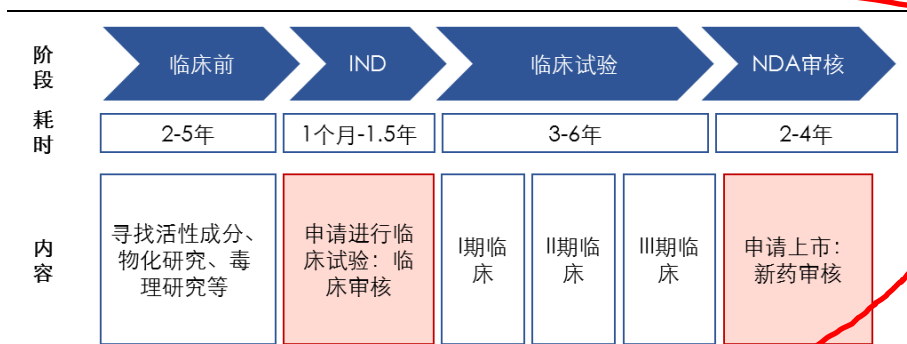 阶段
临床前
IND
临床试验
NDA审核
耗时
2-5年
1个月-1.5年
3-6年
2-4年
内容
寻找活性成分、
物化研究、毒
理研究等
申请进行临
床试验：临
床审核
I期临
床
II期临
床
III期临
床
申请上市：
新药审核